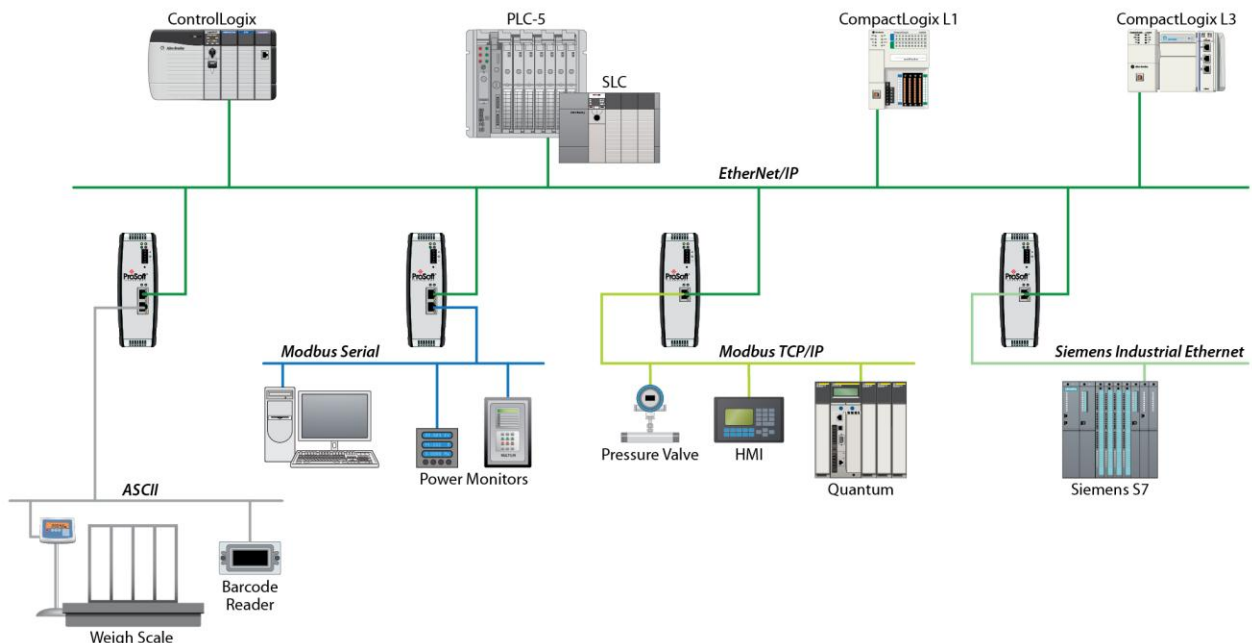 ControlLogix
PLC-5
SLC
CompactLogix L1
CompactLogix L3
EtherNet/IP
ProSoft
ProSoft
ProSoft
ProSoft
Modbus Serial
Modbus TCP/IP
Siemens Industrial Ethernet
Power Monitors
Pressure Valve
HMI
Quantum
Siemens S7
ASCII
Barcode
Reader
Weigh Scale